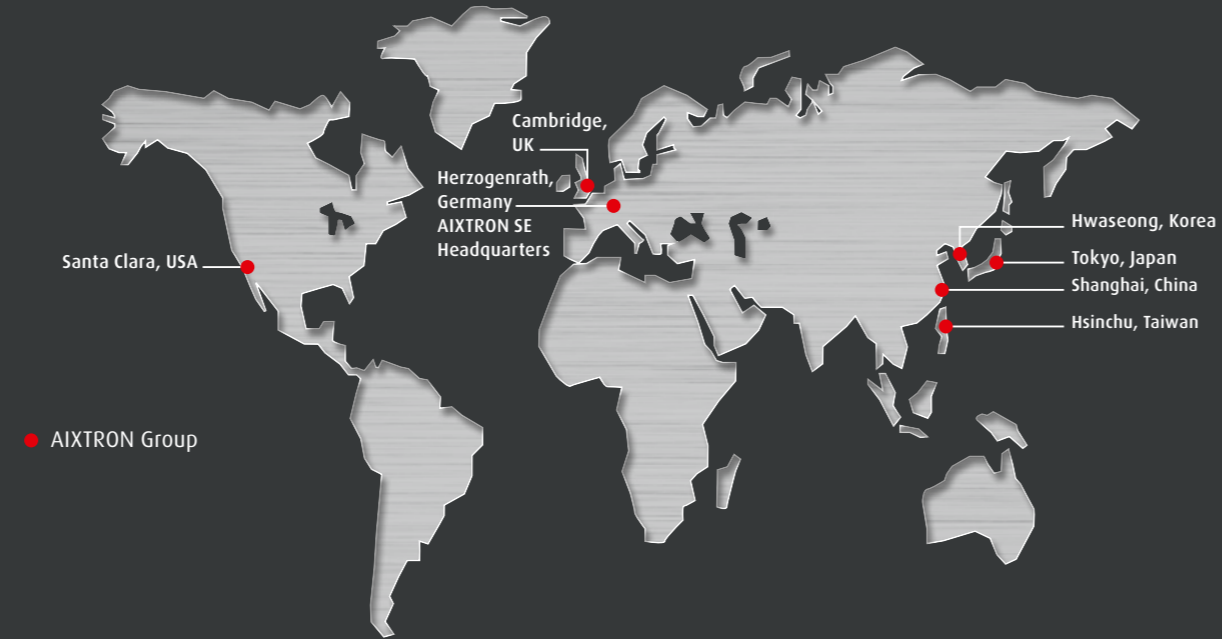 Cambridge,
UK
Herzogenrath,
Germany
AIXTRON SE
Headquarters
Santa Clara, USA
Hwaseong, Korea
Tokyo, Japan
Shanghai, China
Hsinchu, Taiwan
AIXTRON Group